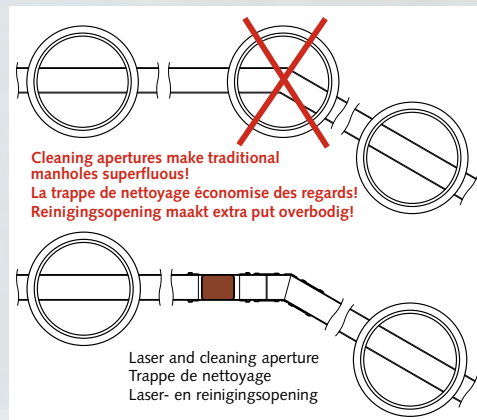 Cleaning apertures make traditional
manholes superfluous!
La trappe de nettoyage économise des regards!
Reinigingsopening maakt extra put overbodig!
Laser and cleaning aperture
Trappe de nettoyage
Laser- en reinigingsopening